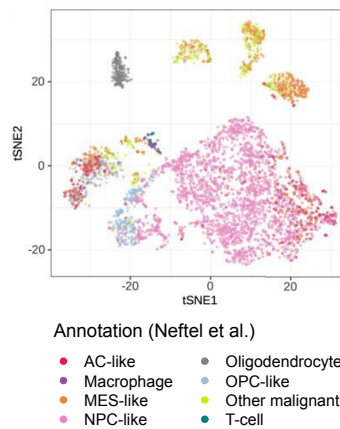 20
0
-20
tSNE2
-20 0 20
tSNE1
Annotation (Neftel et al.)
AC-like Oligodendrocyte
Macrophage OPC-like
MES-like Other malignant
NPC-like T-cell